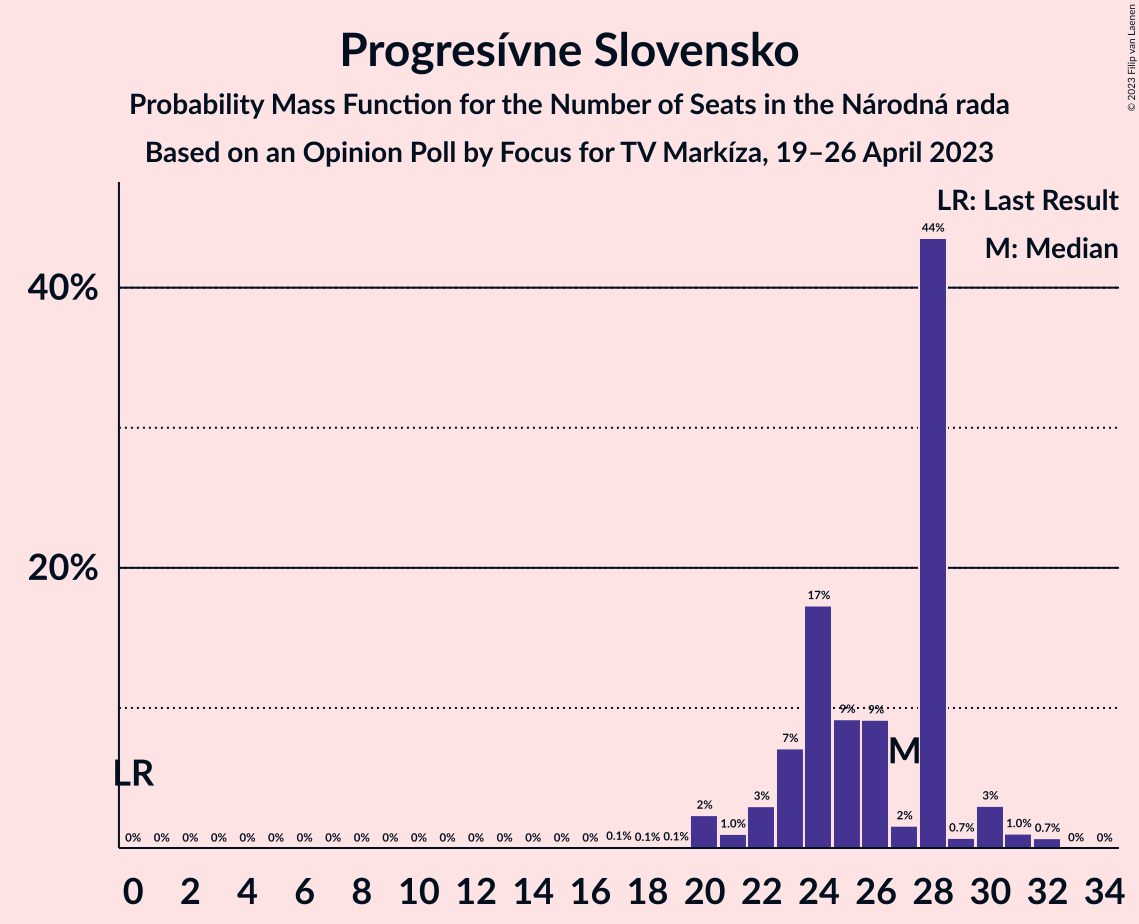 Progresívne Slovensko
Probability Mass Function for the Number of Seats in the Národná rada
Based on an Opinion Poll by Focus for TV Markíza, 19–26 April 2023
© 2023 Filip van Laenen
LR: Last Result
M: Median
44%
40%
20%
17%
9% 9%
7%
M
LR
2% 1.0% 3% 2% 0.7% 3% 1.0% 0.7%
0% 0% 0% 0% 0% 0% 0% 0% 0% 0% 0% 0% 0% 0% 0% 0% 0% 0.1% 0.1% 0.1% 0% 0%
0 2 4 6 8 10 12 14 16 18 20 22 24 26 28 30 32 34